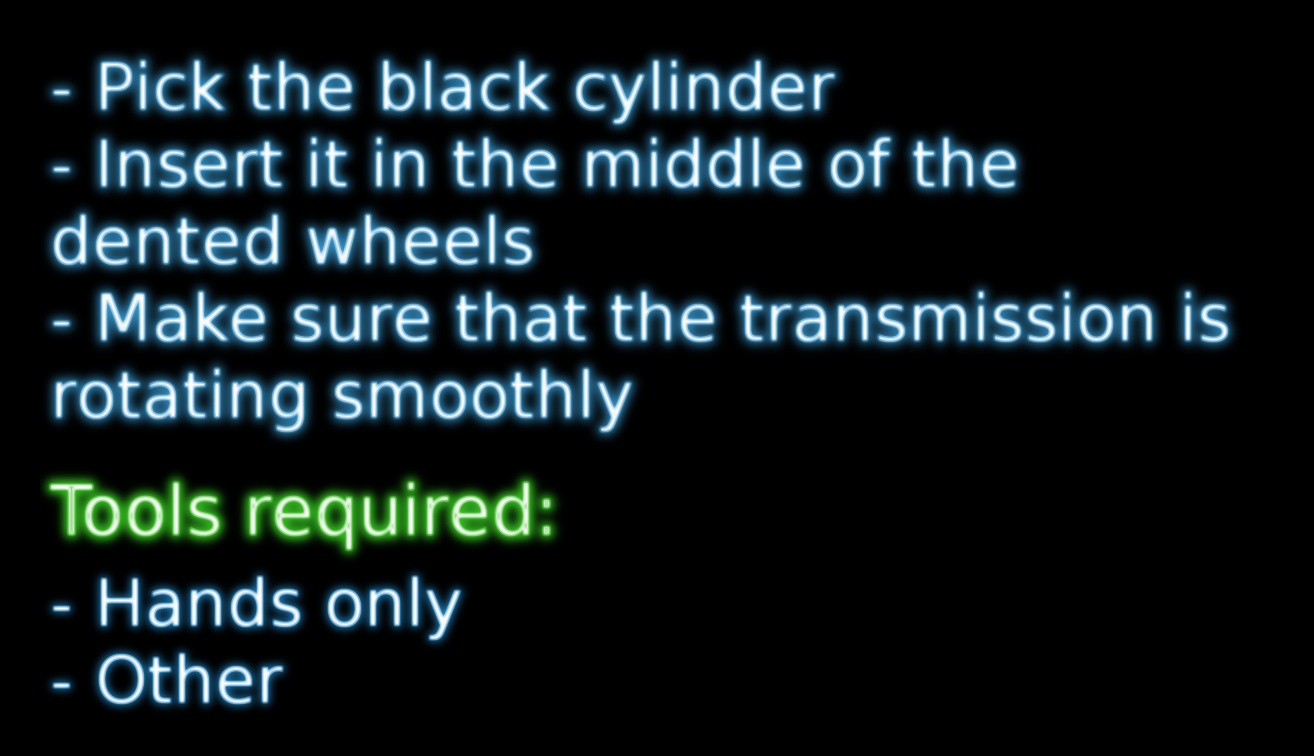 - Pick the black cylinder
- Insert it in the middle of the
dented wheels
- Make sure that the transmission is
rotating smoothly
Tools required:
- Hands only
- Other